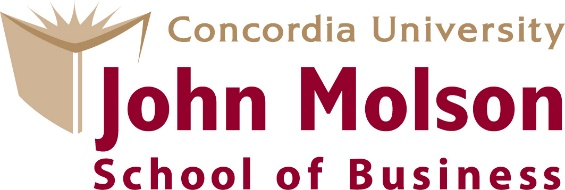 Concordia University
John Molson
School of Business